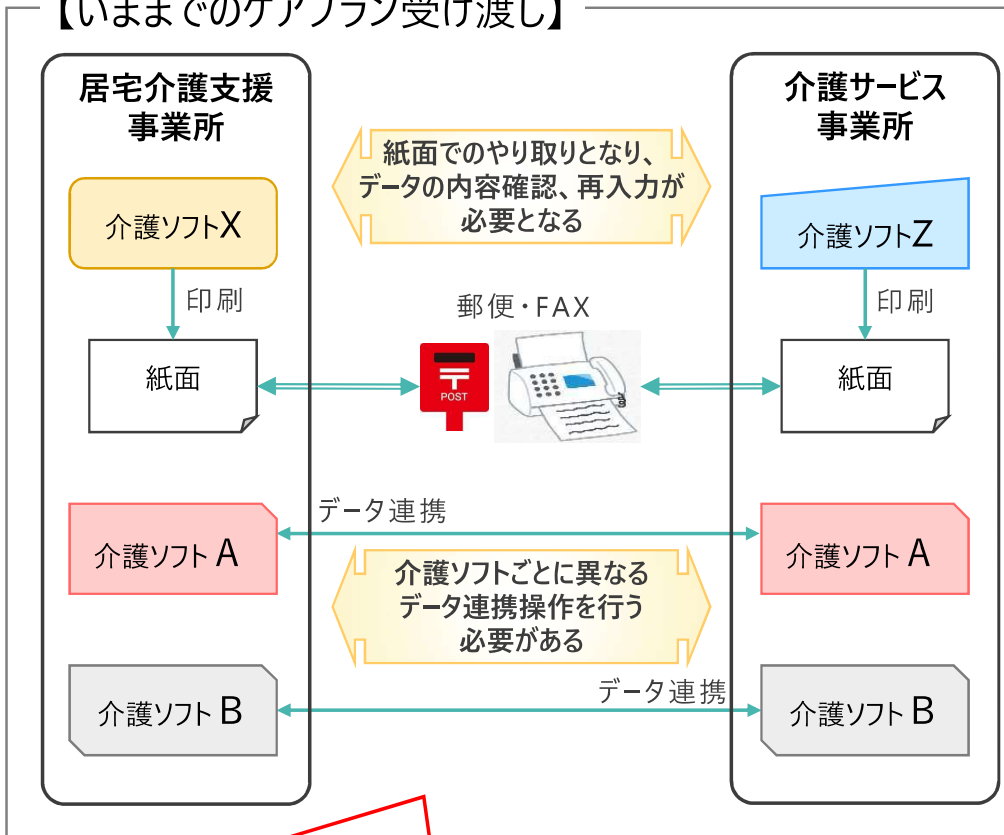 【いままでのケアプラン受け渡し】
居宅介護支援
事業所
介護サービス
事業所
紙面でのやり取りとなり、
データの内容確認、再入力が
必要となる
介護ソフトX
介護ソフトZ
印刷
印刷
郵便・FAX
紙面
POST
紙面
データ連携
介護ソフト A
介護ソフト A
介護ソフトごとに異なる
データ連携操作を行う
必要がある
データ連携
介護ソフト B
介護ソフト B